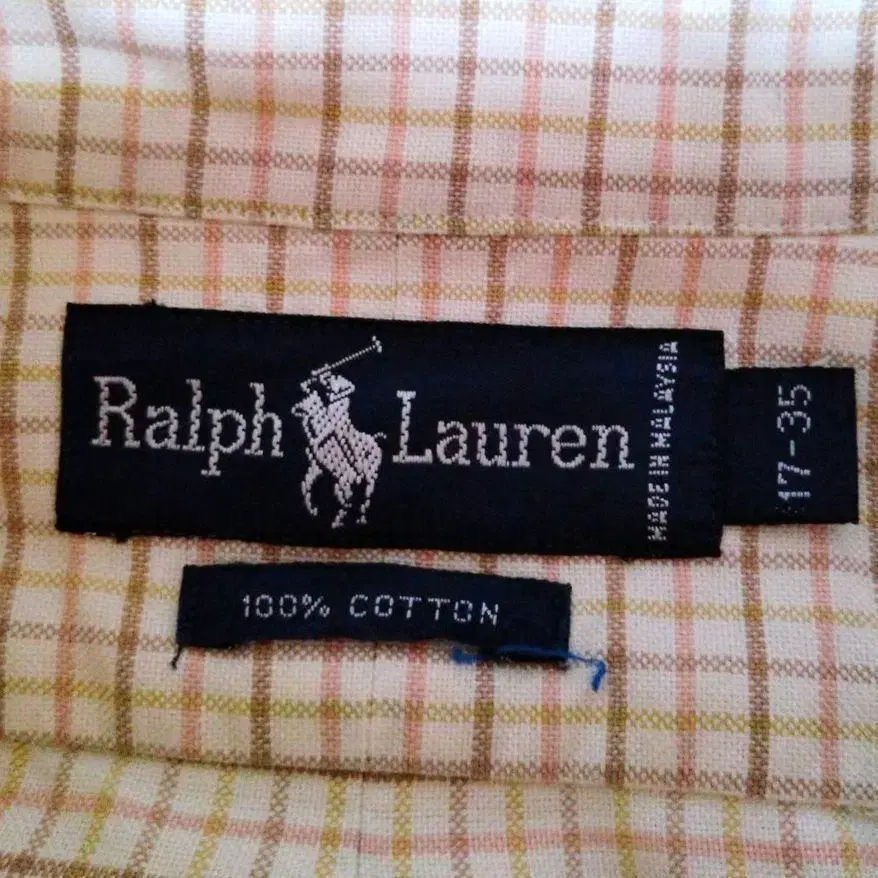 Ralph Lauren
MADE IN MALAYSIA
17-35
100% COTTON